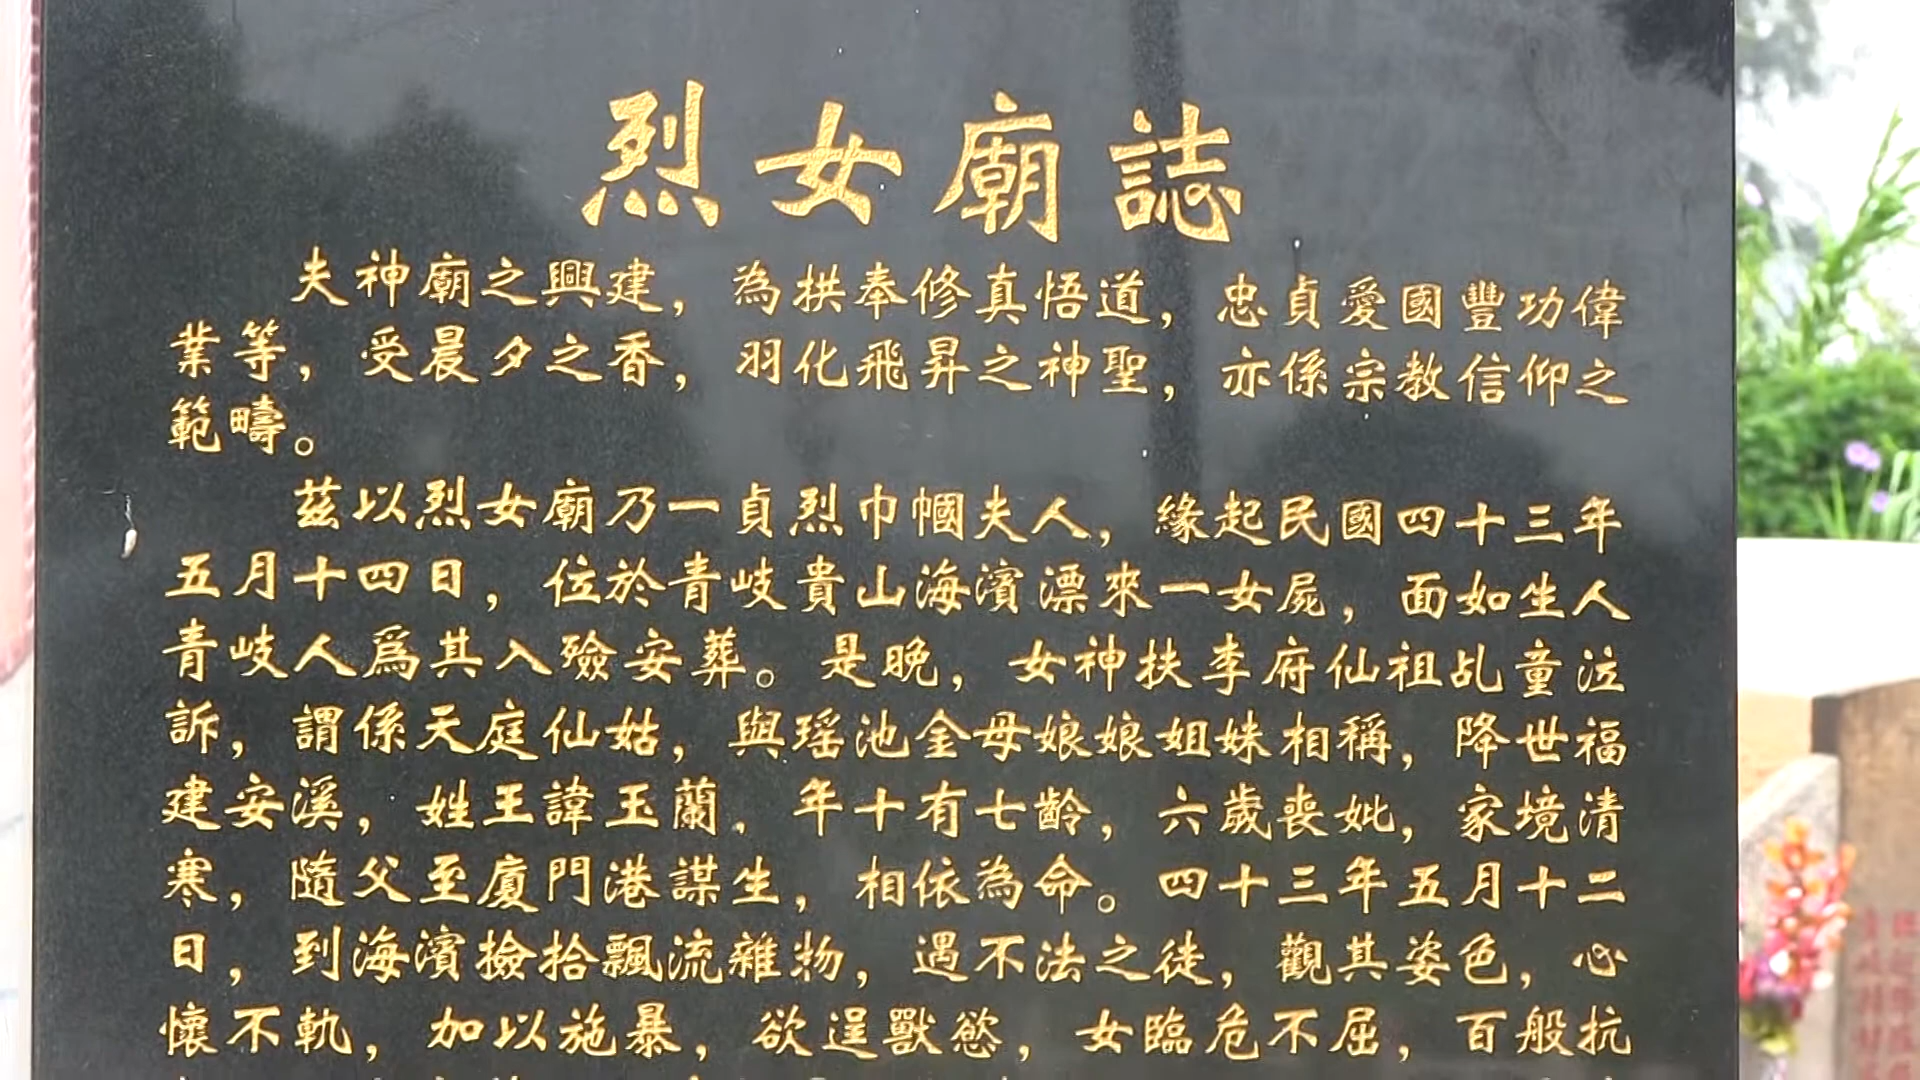 烈女廟誌
夫神廟之興建，為拱奉修真悟道，忠貞愛國豐功偉
業等，受晨夕之香，羽化飛昇之神聖，亦係宗教信仰之
範疇。
茲以烈女廟乃一貞烈巾幗夫人，緣起民國四十三年
五月十四日，位於青岐貴山海濱漂來一女屍，面如生人
青岐人爲其入殮安葬。是晚，女神扶李府仙祖乩童泣
訴，謂係天庭仙姑，與瑤池金母娘娘姐妹相稱，降世福
建安溪，姓王諱玉蘭．年十有七齡，六歲喪妣，家境清
寒，隨父至廈門港謀生，相依為命。四十三年五月十二
日，到海濱撿拾飄流雜物，遇不法之徒，觀其姿色，心
懷不軌，加以施暴，欲逞獸慾，女臨危不屈，百般抗